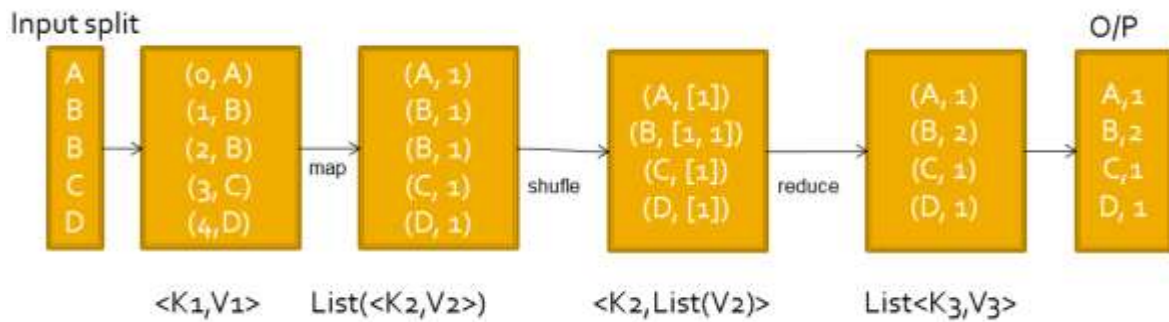 Input split
A
B
B
C
D
(0, A)
(1, B)
(2, B)
(3, C)
(4,D)
<K1,V1>
map
(A, 1)
(B, 1)
(B, 1)
(C, 1)
(D, 1)
List(<K2,V2>)
shufle
(A, [1])
(B, [1, 1])
(C, [1])
(D, [1])
<K2,List(V2)>
reduce
(A, 1)
(B, 2)
(C, 1)
(D, 1)
List<K3,V3>
O/P
A,1
B,2
C,1
D, 1